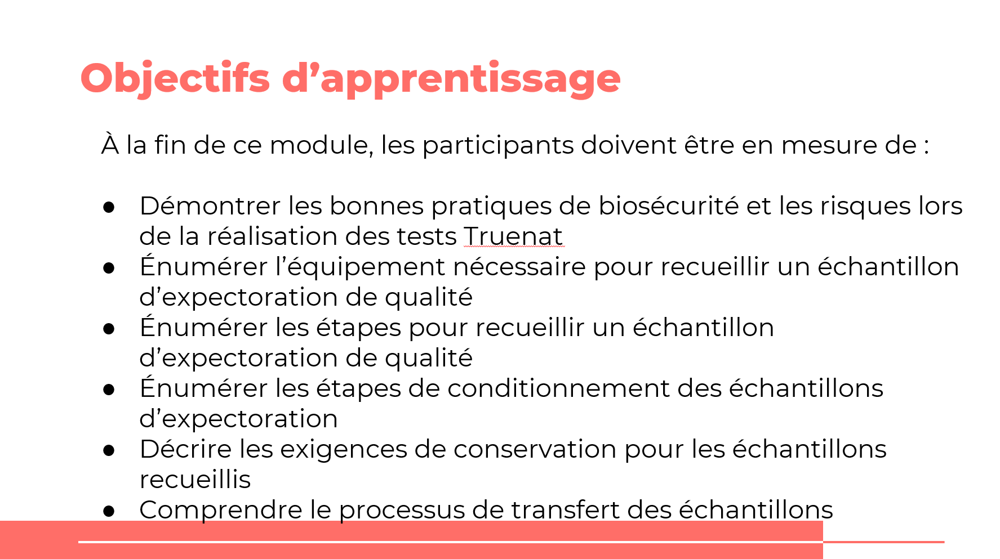 Objectifs d’apprentissage
À la fin de ce module, les participants doivent être en mesure de :
● Démontrer les bonnes pratiques de biosécurité et les risques lors
de la réalisation des tests Truenat
● Énumérer l’équipement nécessaire pour recueillir un échantillon
d’expectoration de qualité
● Énumérer les étapes pour recueillir un échantillon
d’expectoration de qualité
● Énumérer les étapes de conditionnement des échantillons
d’expectoration
● Décrire les exigences de conservation pour les échantillons
recueillis
● Comprendre le processus de transfert des échantillons